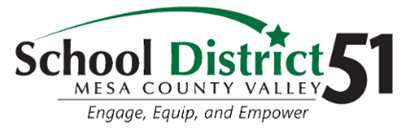 School District 51
MESA COUNTY VALLEY
Engage, Equip, and Empower